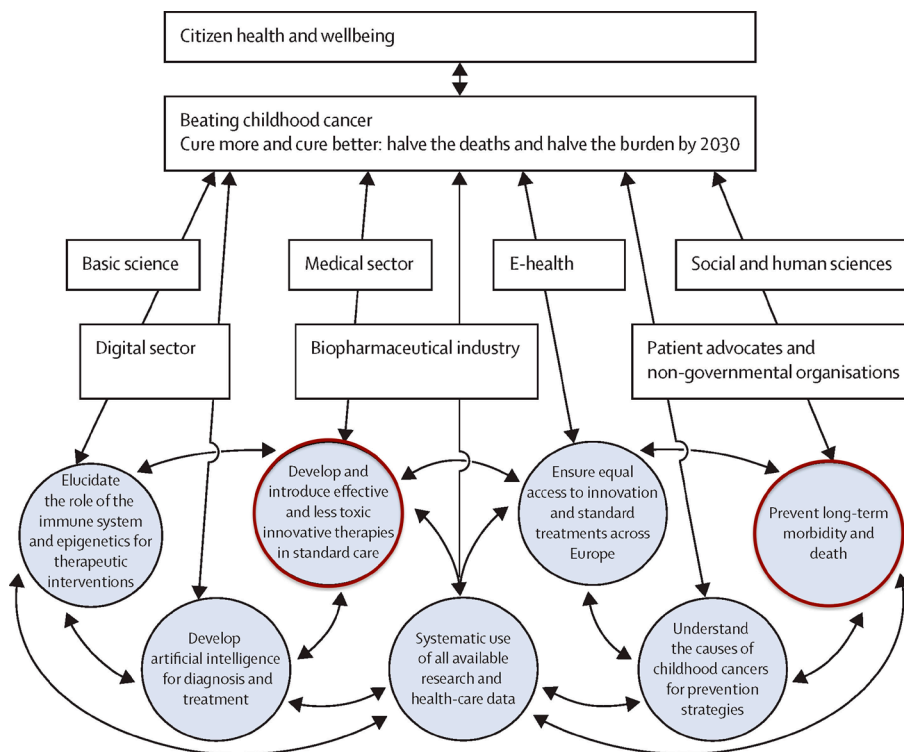 Citizen health and wellbeing
Beating childhood cancer
Cure more and cure better: halve the deaths and halve the burden by 2030
Basic science
Medical sector
E-health
Social and human sciences
Digital sector
Biopharmaceutical industry
Patient advocates and
non-governmental organisations
Elucidate
the role of the
immune system
and epigenetics for
therapeutic
interventions
Develop and
introduce effective
and less toxic
innovative therapies
in standard care
Ensure equal
access to innovation
and standard
treatments across
Europe
Prevent long-term
morbidity and
death
Develop
artificial intelligence
for diagnosis and
treatment
Systematic use
of all available
research and
health-care data
Understand
the causes of
childhood cancers
for prevention
strategies